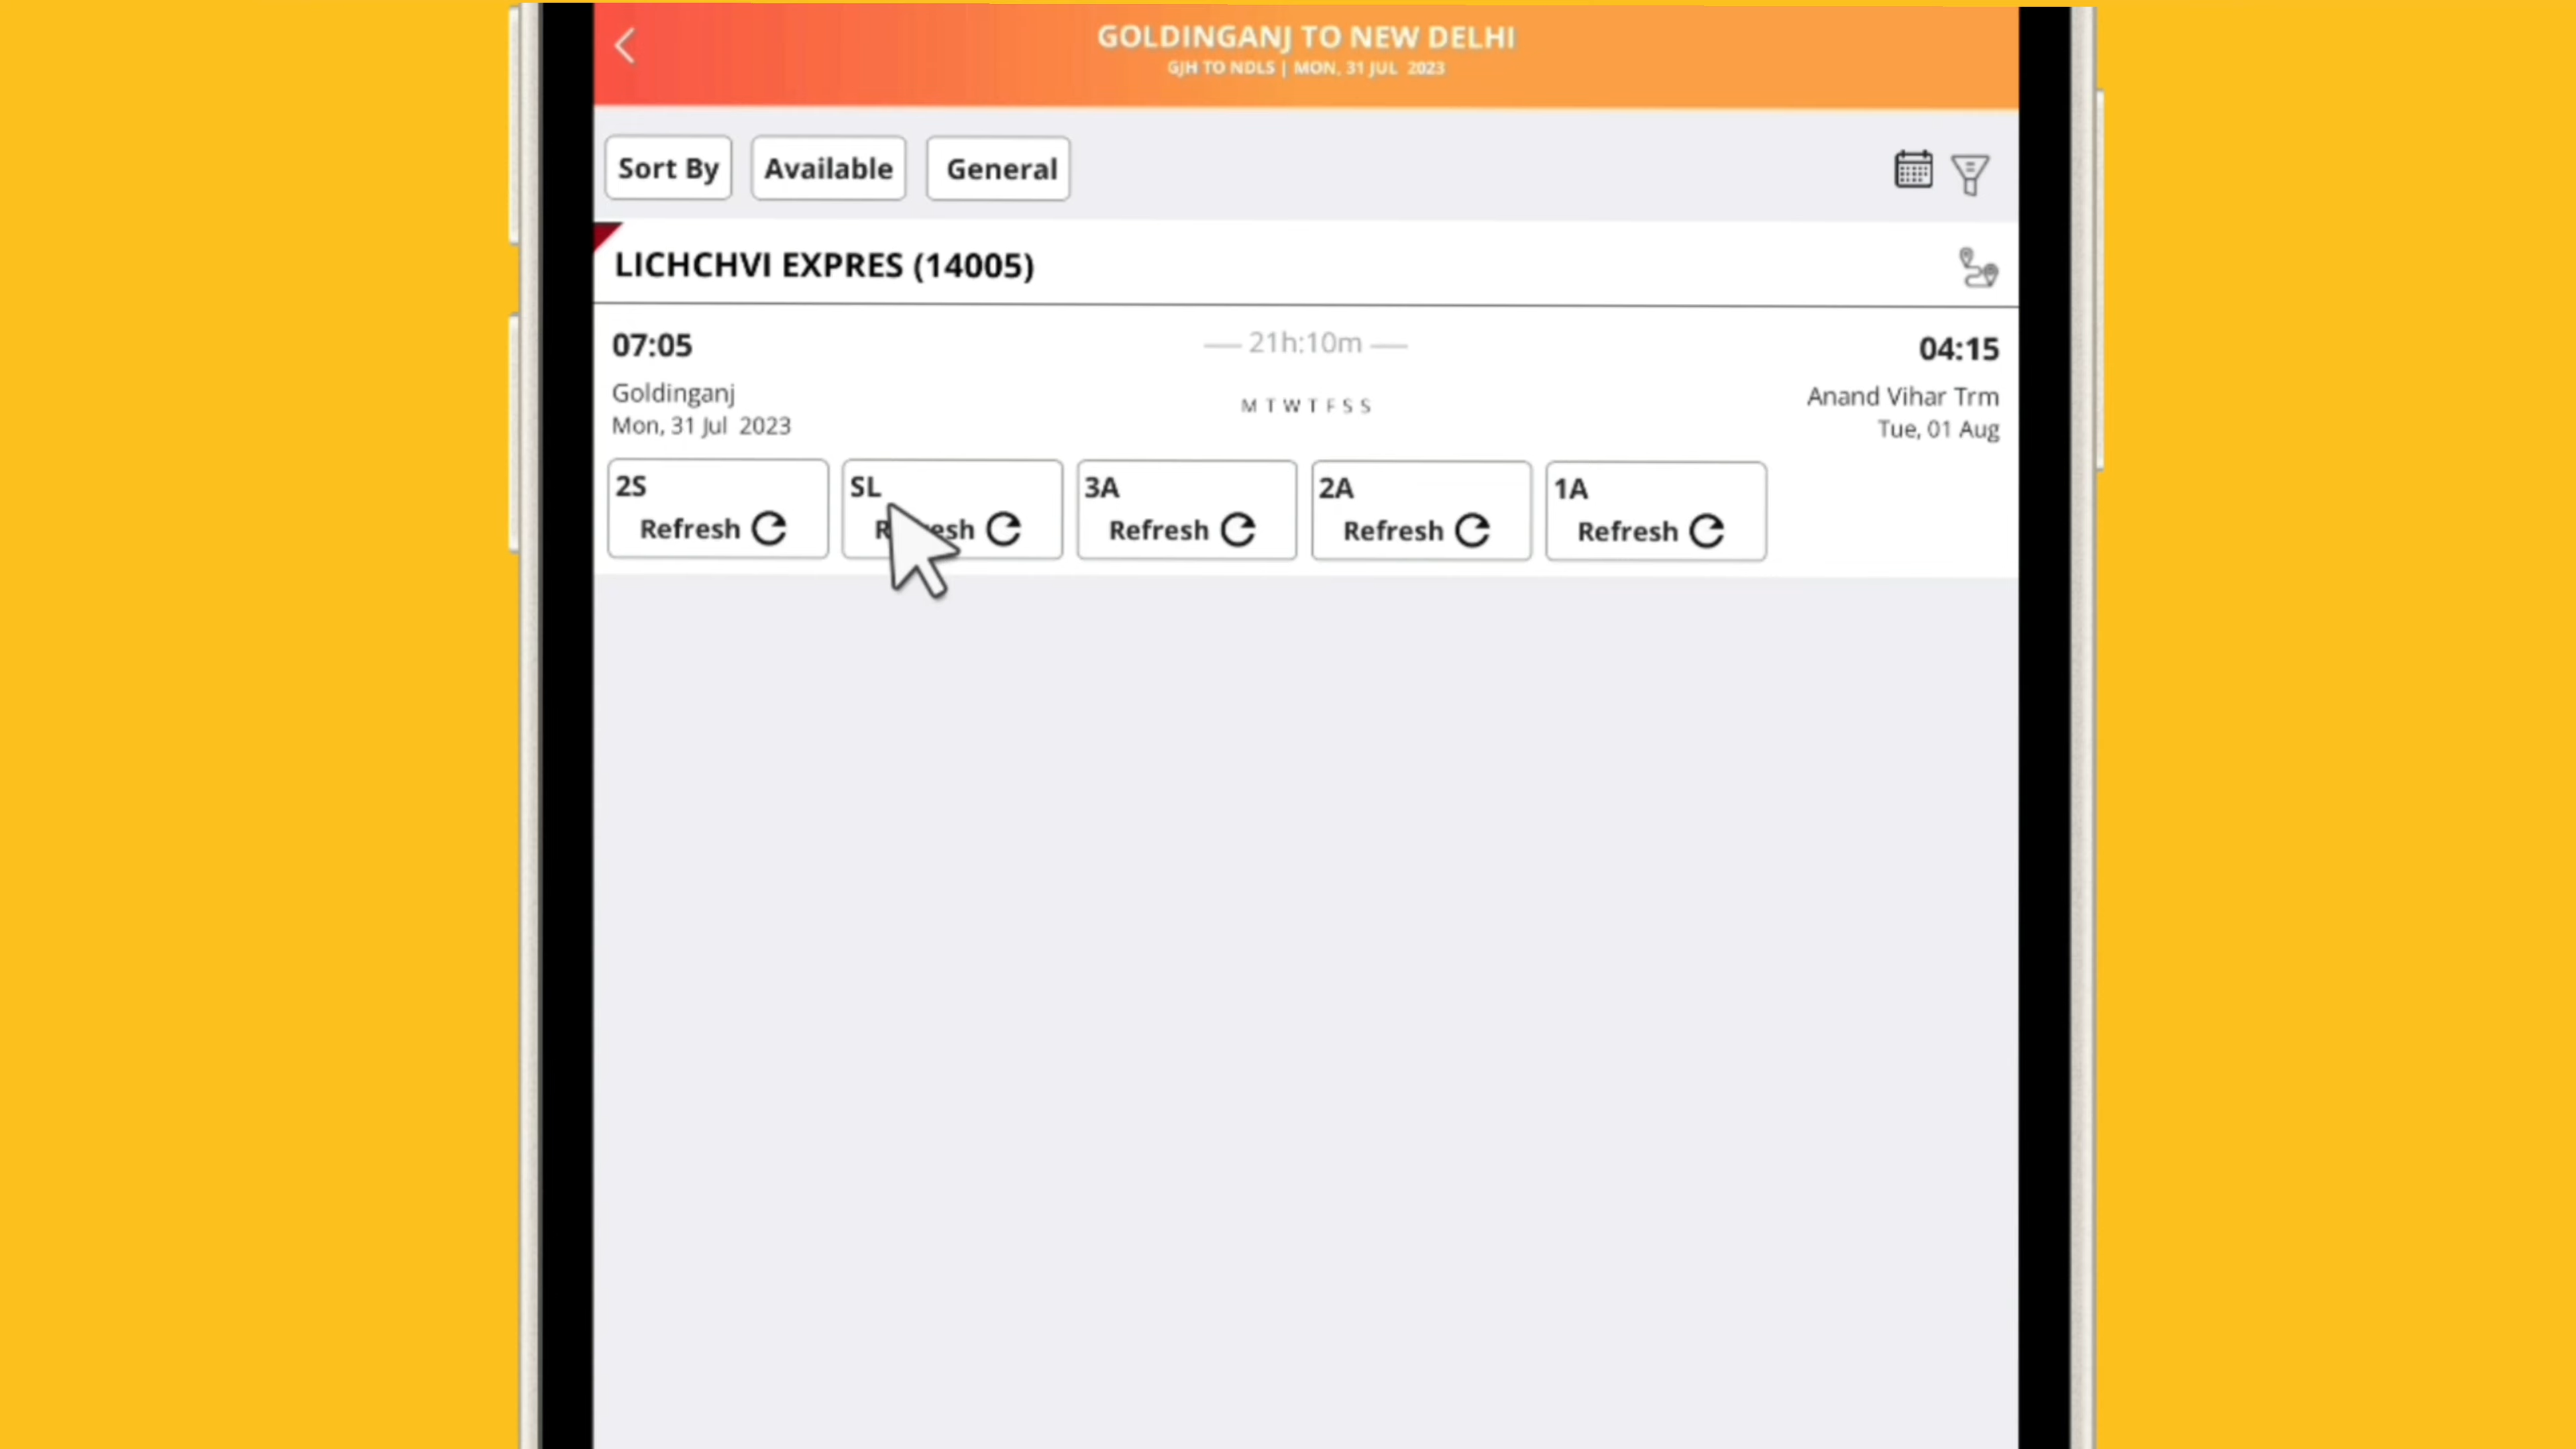 GOLDINGANJ TO NEW DELHI
GJH TO NDLS | MON, 31 JUL 2023
Sort By Available General
LICHCHVI EXPRES (14005)
07:05 21h:10m 04:15
Goldinganj M T W T F S S Anand Vihar Trm
Mon, 31 Jul 2023 Tue, 01 Aug
2S SL 3A 2A 1A
Refresh Refresh Refresh Refresh Refresh